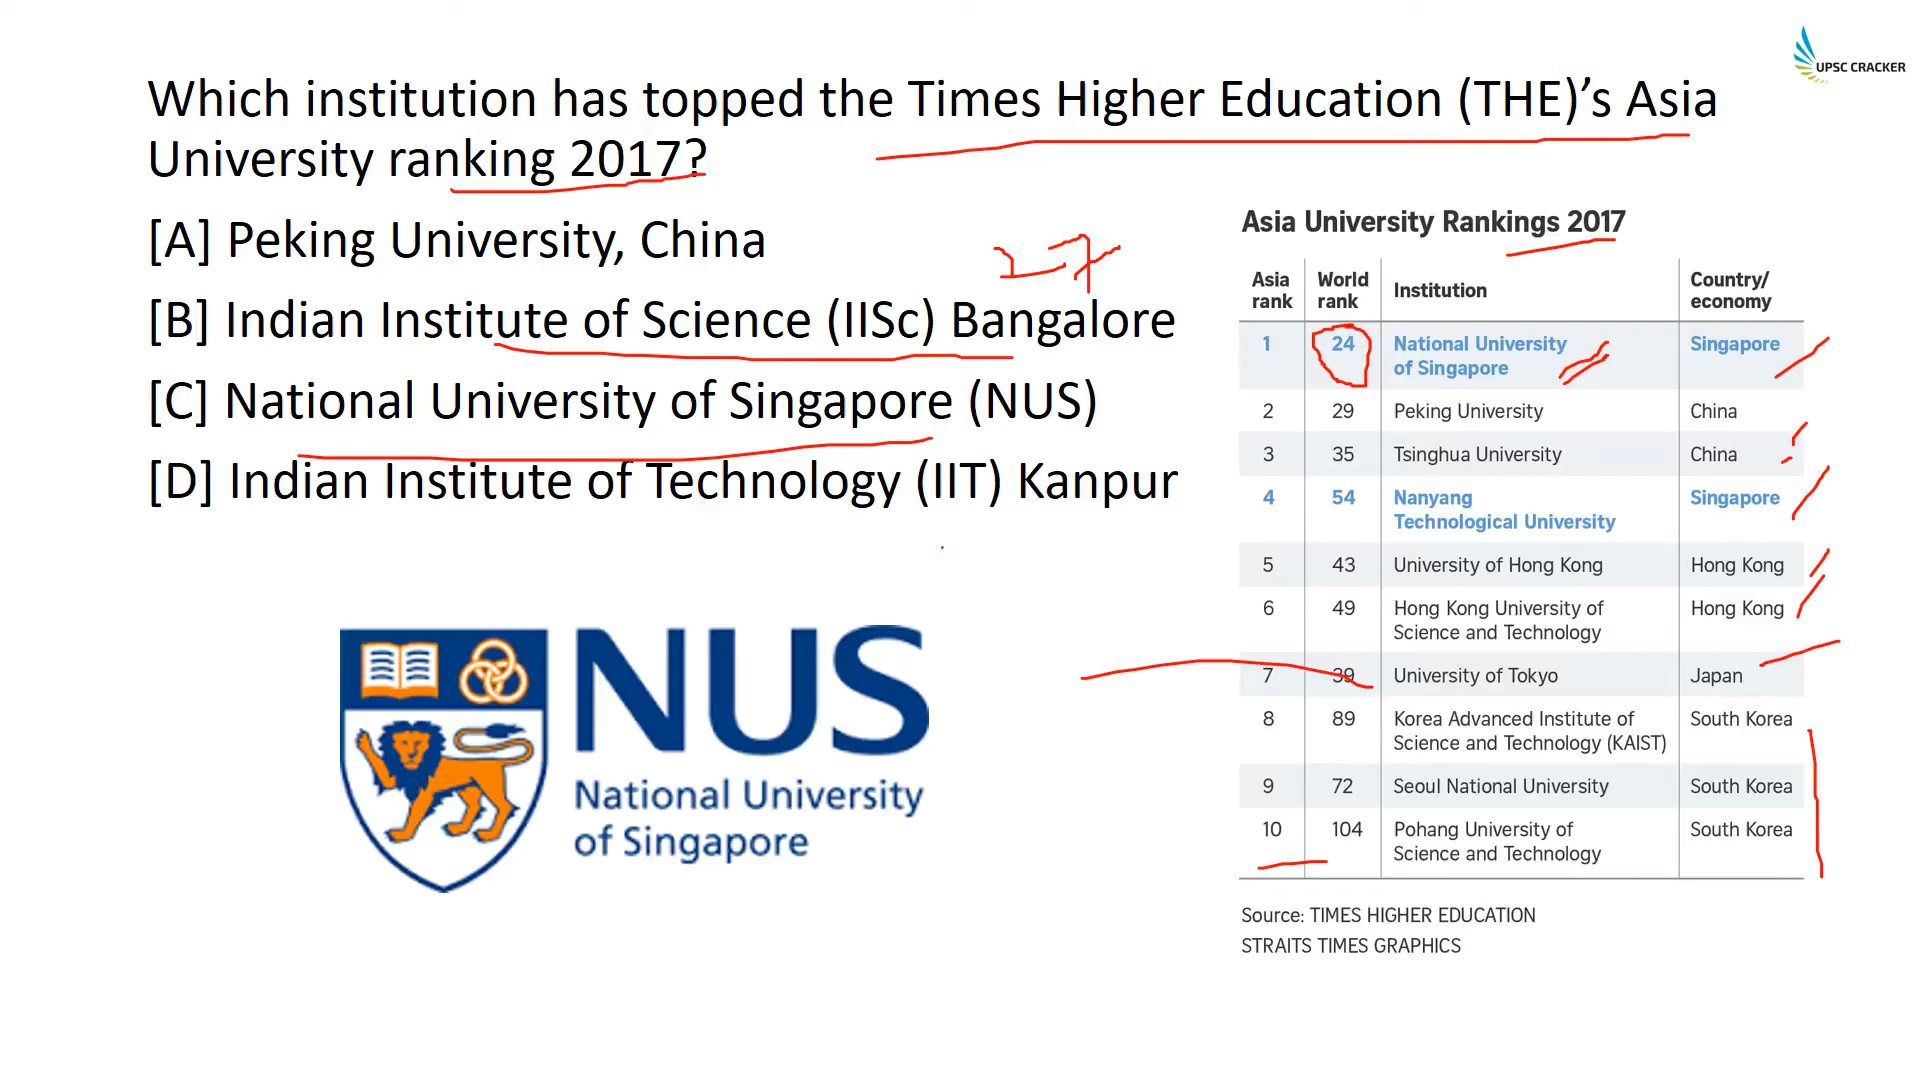 UPSC CRACKER
Which institution has topped the Times Higher Education (THE)’s Asia
University ranking 2017?
[A] Peking University, China
[B] Indian Institute of Science (IISc) Bangalore
[C] National University of Singapore (NUS)
[D] Indian Institute of Technology (IIT) Kanpur
27
NUS
National University
of Singapore
Asia University Rankings 2017
Asia rank World rank Institution Country/ economy
1 24 National University of Singapore Singapore
2 29 Peking University China
3 35 Tsinghua University China
4 54 Nanyang Technological University Singapore
5 43 University of Hong Kong Hong Kong
6 49 Hong Kong University of Science and Technology Hong Kong
7 39 University of Tokyo Japan
8 89 Korea Advanced Institute of Science and Technology (KAIST) South Korea
9 72 Seoul National University South Korea
10 104 Pohang University of Science and Technology South Korea
Source: TIMES HIGHER EDUCATION
STRAITS TIMES GRAPHICS